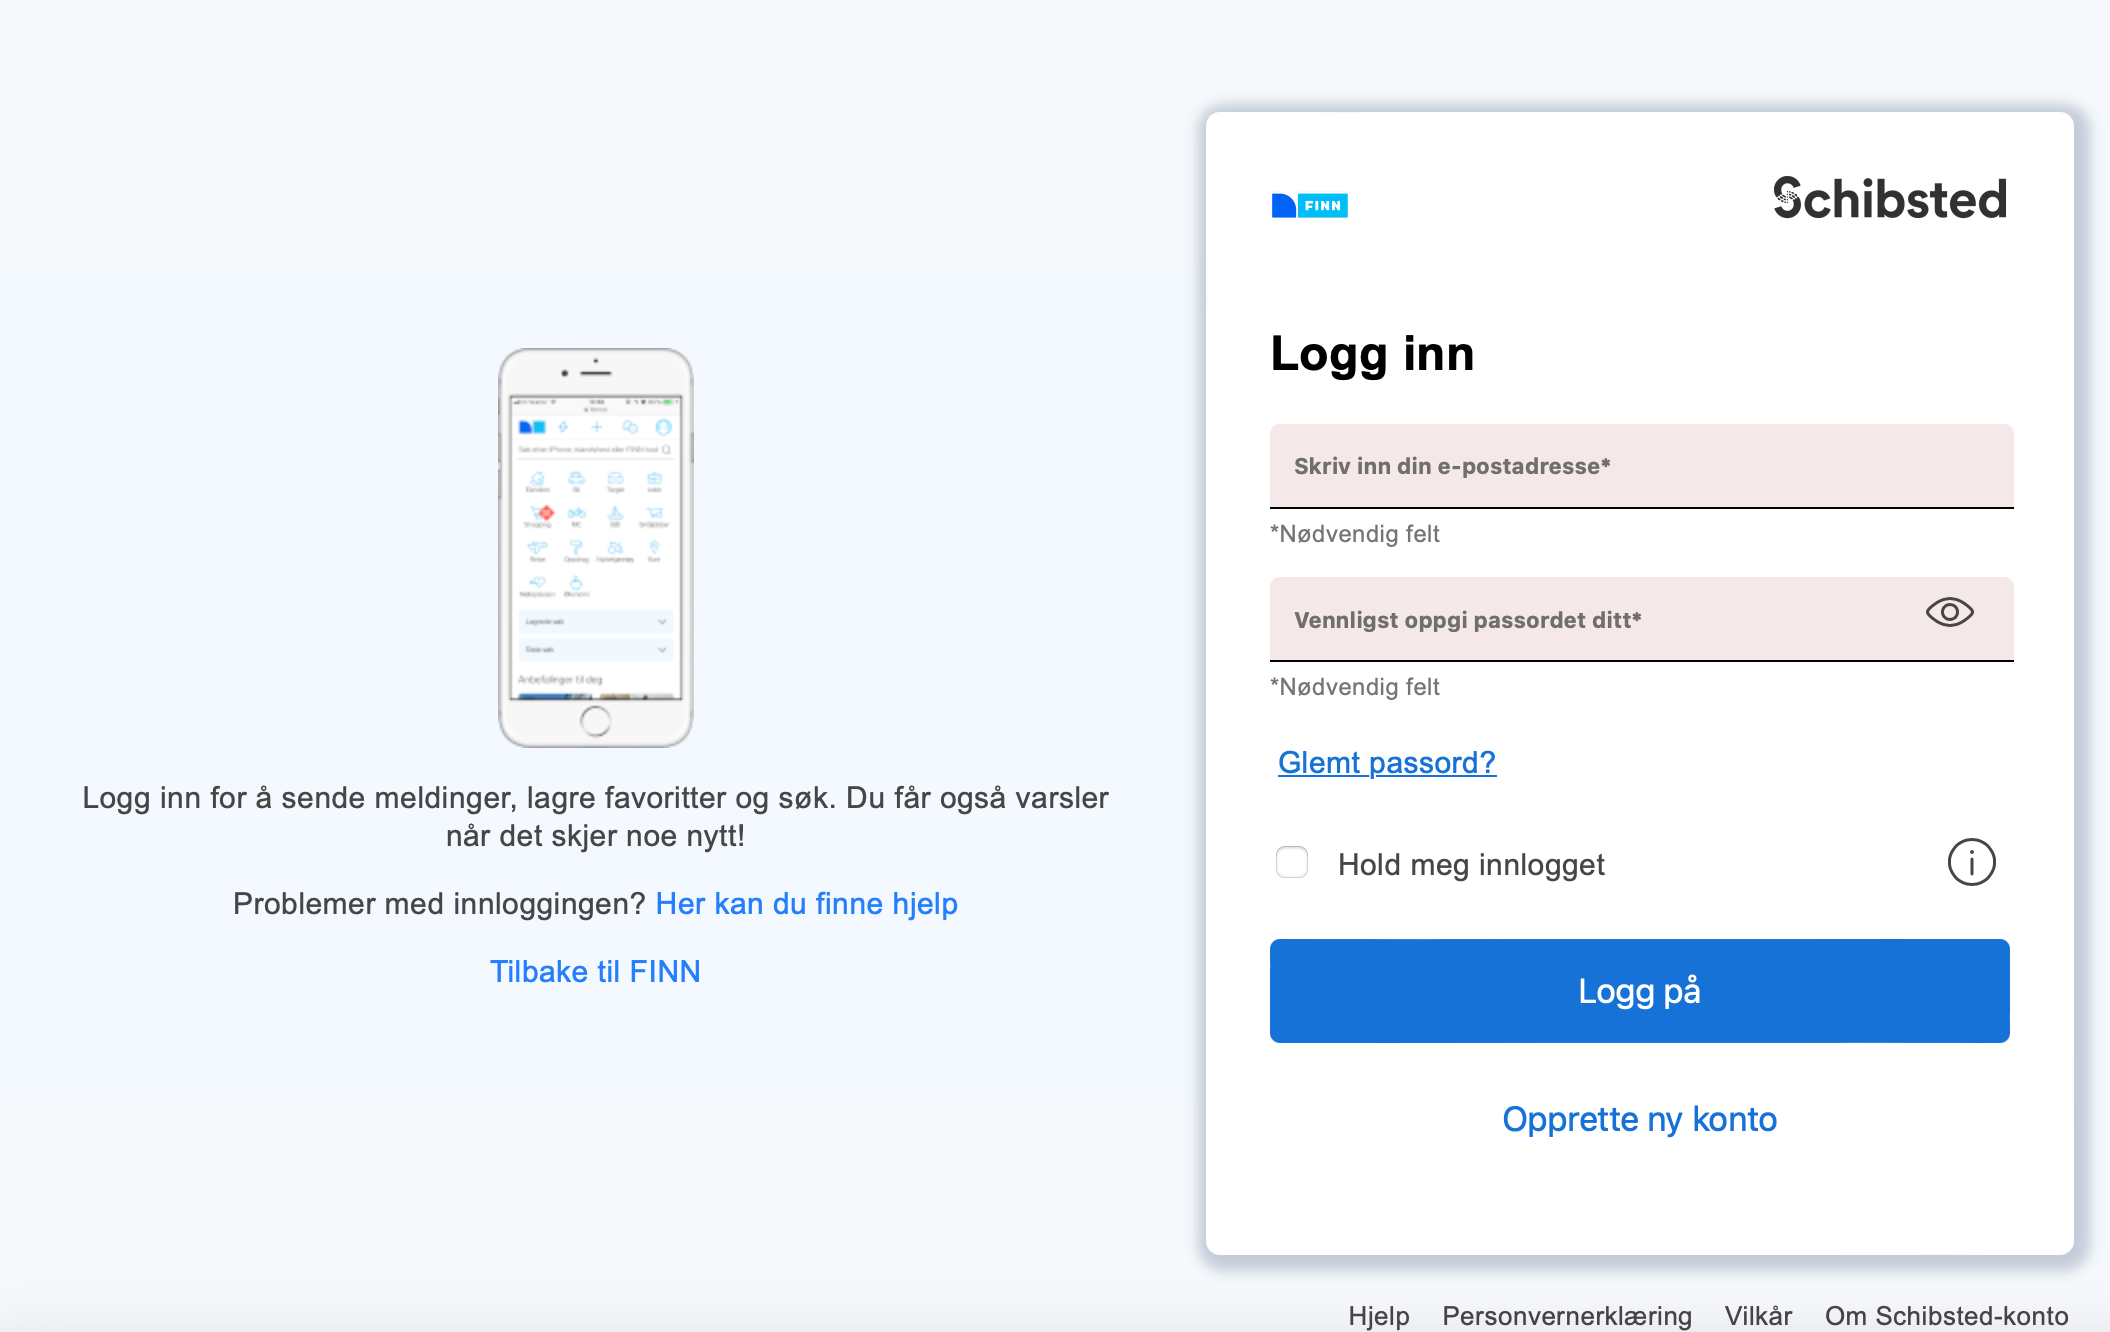 Logg inn for å sende meldinger, lagre favoritter og søk. Du får også varsler
når det skjer noe nytt!
Problemer med innloggingen? Her kan du finne hjelp
Tilbake til FINN
FINN
Schibsted
Logg inn
Skriv inn din e-postadresse*
*Nødvendig felt
Vennligst oppgi passordet ditt*
*Nødvendig felt
Glemt passord?
Hold meg innlogget
Logg på
Opprette ny konto
Hjelp Personvernerklæring Vilkår Om Schibsted-konto
Anbefalinger til deg